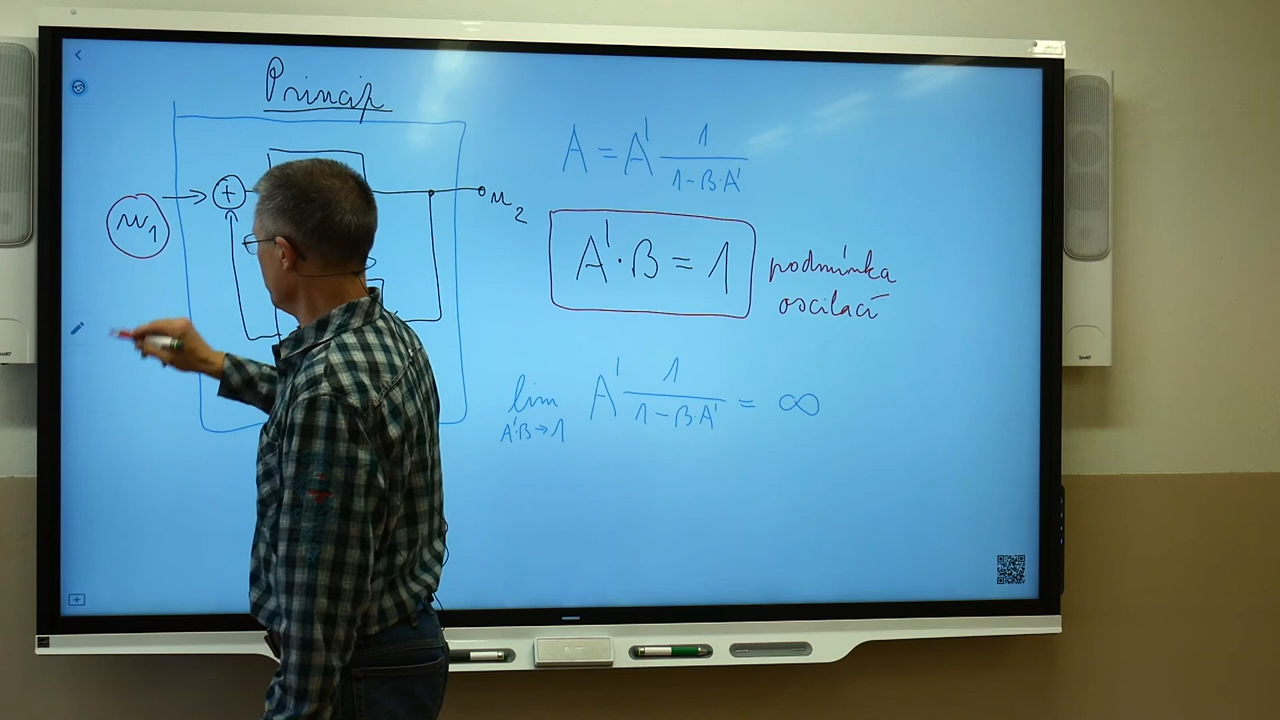 Princip
+
u1
u2
A = A' 1/(1-B·A')
A'·B = 1
podmínka
oscilací
lim A' 1/(1-B·A') = ∞
A'B→1